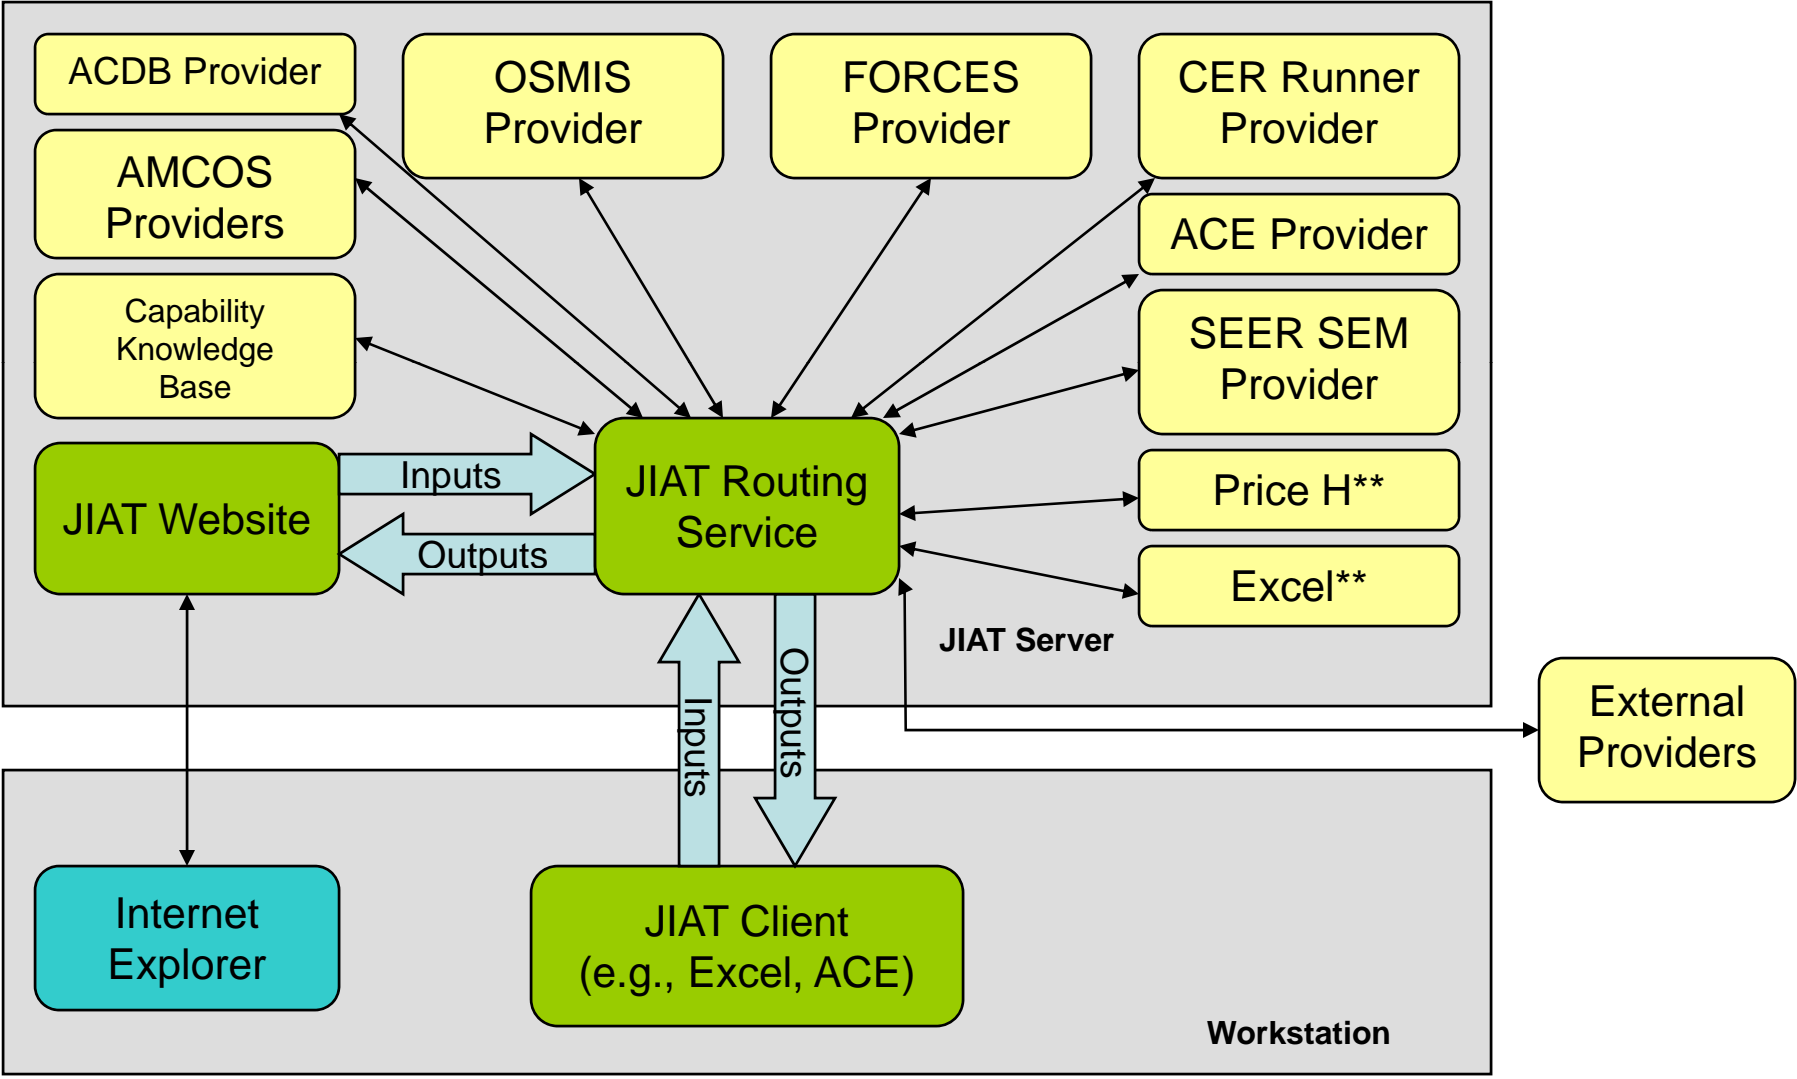 ACDB Provider
OSMIS
Provider
FORCES
Provider
CER Runner
Provider
AMCOS
Providers
ACE Provider
Capability
Knowledge
Base
SEER SEM
Provider
JIAT Website
Inputs
Outputs
JIAT Routing
Service
Price H**
Excel**
JIAT Server
Inputs
Outputs
External
Providers
Internet
Explorer
JIAT Client
(e.g., Excel, ACE)
Workstation